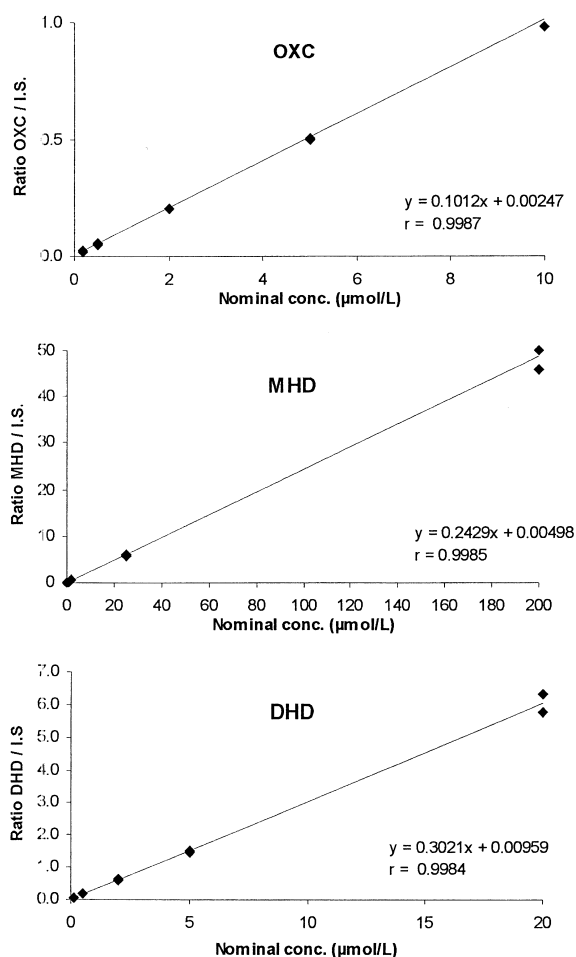 1.0
OXC
Ratio OXC / I.S.
0.5
y = 0.1012x + 0.00247
r = 0.9987
0.0
0 2 4 6 8 10
Nominal conc. (µmol/L)
50
MHD
40
Ratio MHD / I.S.
30
20
10
y = 0.2429x + 0.00498
r = 0.9985
0
0 20 40 60 80 100 120 140 160 180 200
Nominal conc. (µmol/L)
7.0
6.0
DHD
5.0
Ratio DHD / I.S
4.0
3.0
2.0
y = 0.3021x + 0.00959
1.0
r = 0.9984
0.0
0 5 10 15 20
Nominal conc. (µmol/L)